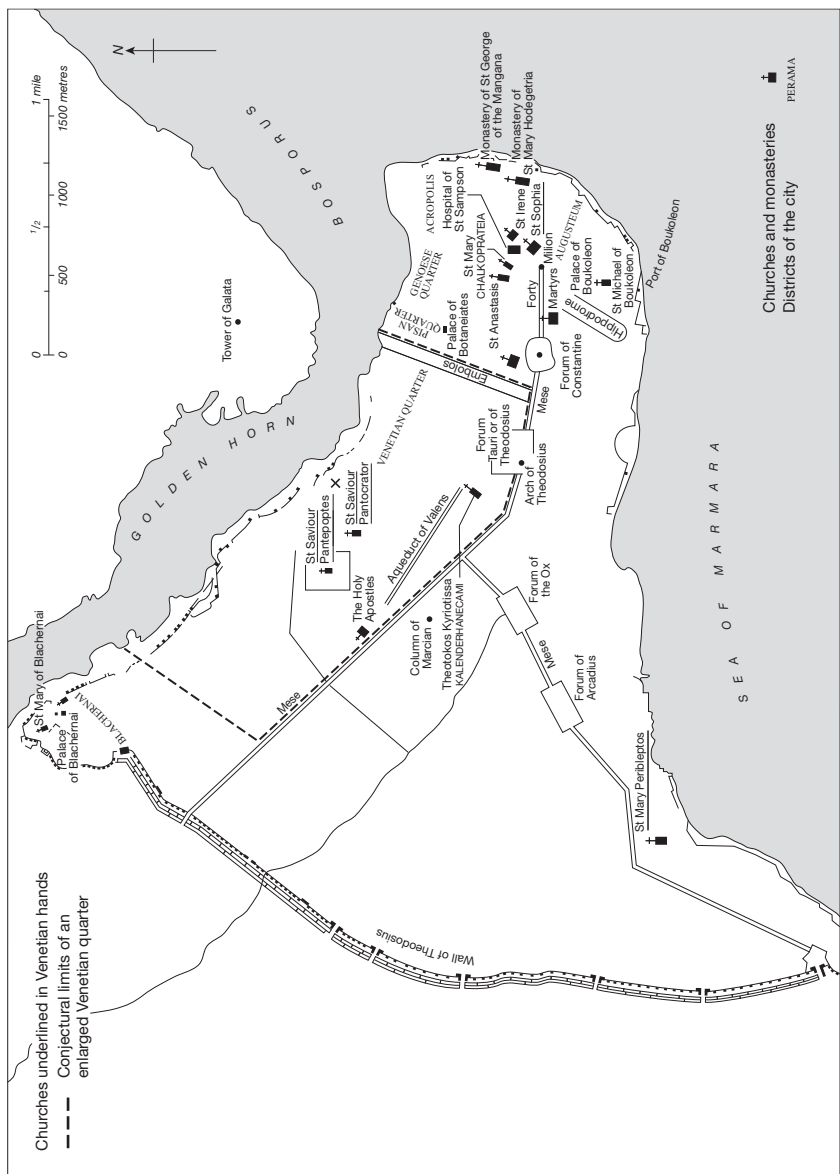 Churches underlined in Venetian hands
Conjectural limits of an
enlarged Venetian quarter
0
1/2
1 mile
0
500
1000
1500 metres
N
BOSPORUS
GOLDEN HORN
SEA OF MARMARA
Tower of Galata
St Mary of Blachernai
Palace
of Blachernai
BLACHERNAI
Wall of Theodosius
Mese
St Saviour
Pantepoptes
St Saviour
Pantocrator
The Holy
Apostles
Aqueduct of Valens
Column of
Marcian
Theotokos Kyriotissa
KALENDERHANECAMI
VENETIAN QUARTER
Embolos
PISAN
QUARTER
GENOESE
QUARTER
ACROPOLIS
Palace of
Botaneiates
St Anastasis
St Mary
CHALKOPRATEIA
Hospital of
St Sampson
Monastery of St George
of the Mangana
Monastery of
St Mary Hodegetria
St Irene
St Sophia
Milion
AUGUSTEUM
Forty
Martyrs
Palace of
Boukoleon
St Michael of
Boukoleon
Port of Boukoleon
Hippodrome
Forum of
Constantine
Mese
Forum
Tauri or of
Theodosius
Arch of
Theodosius
Forum of
the Ox
Mese
Forum of
Arcadius
St Mary Peribleptos
Churches and monasteries
Districts of the city
PERAMA